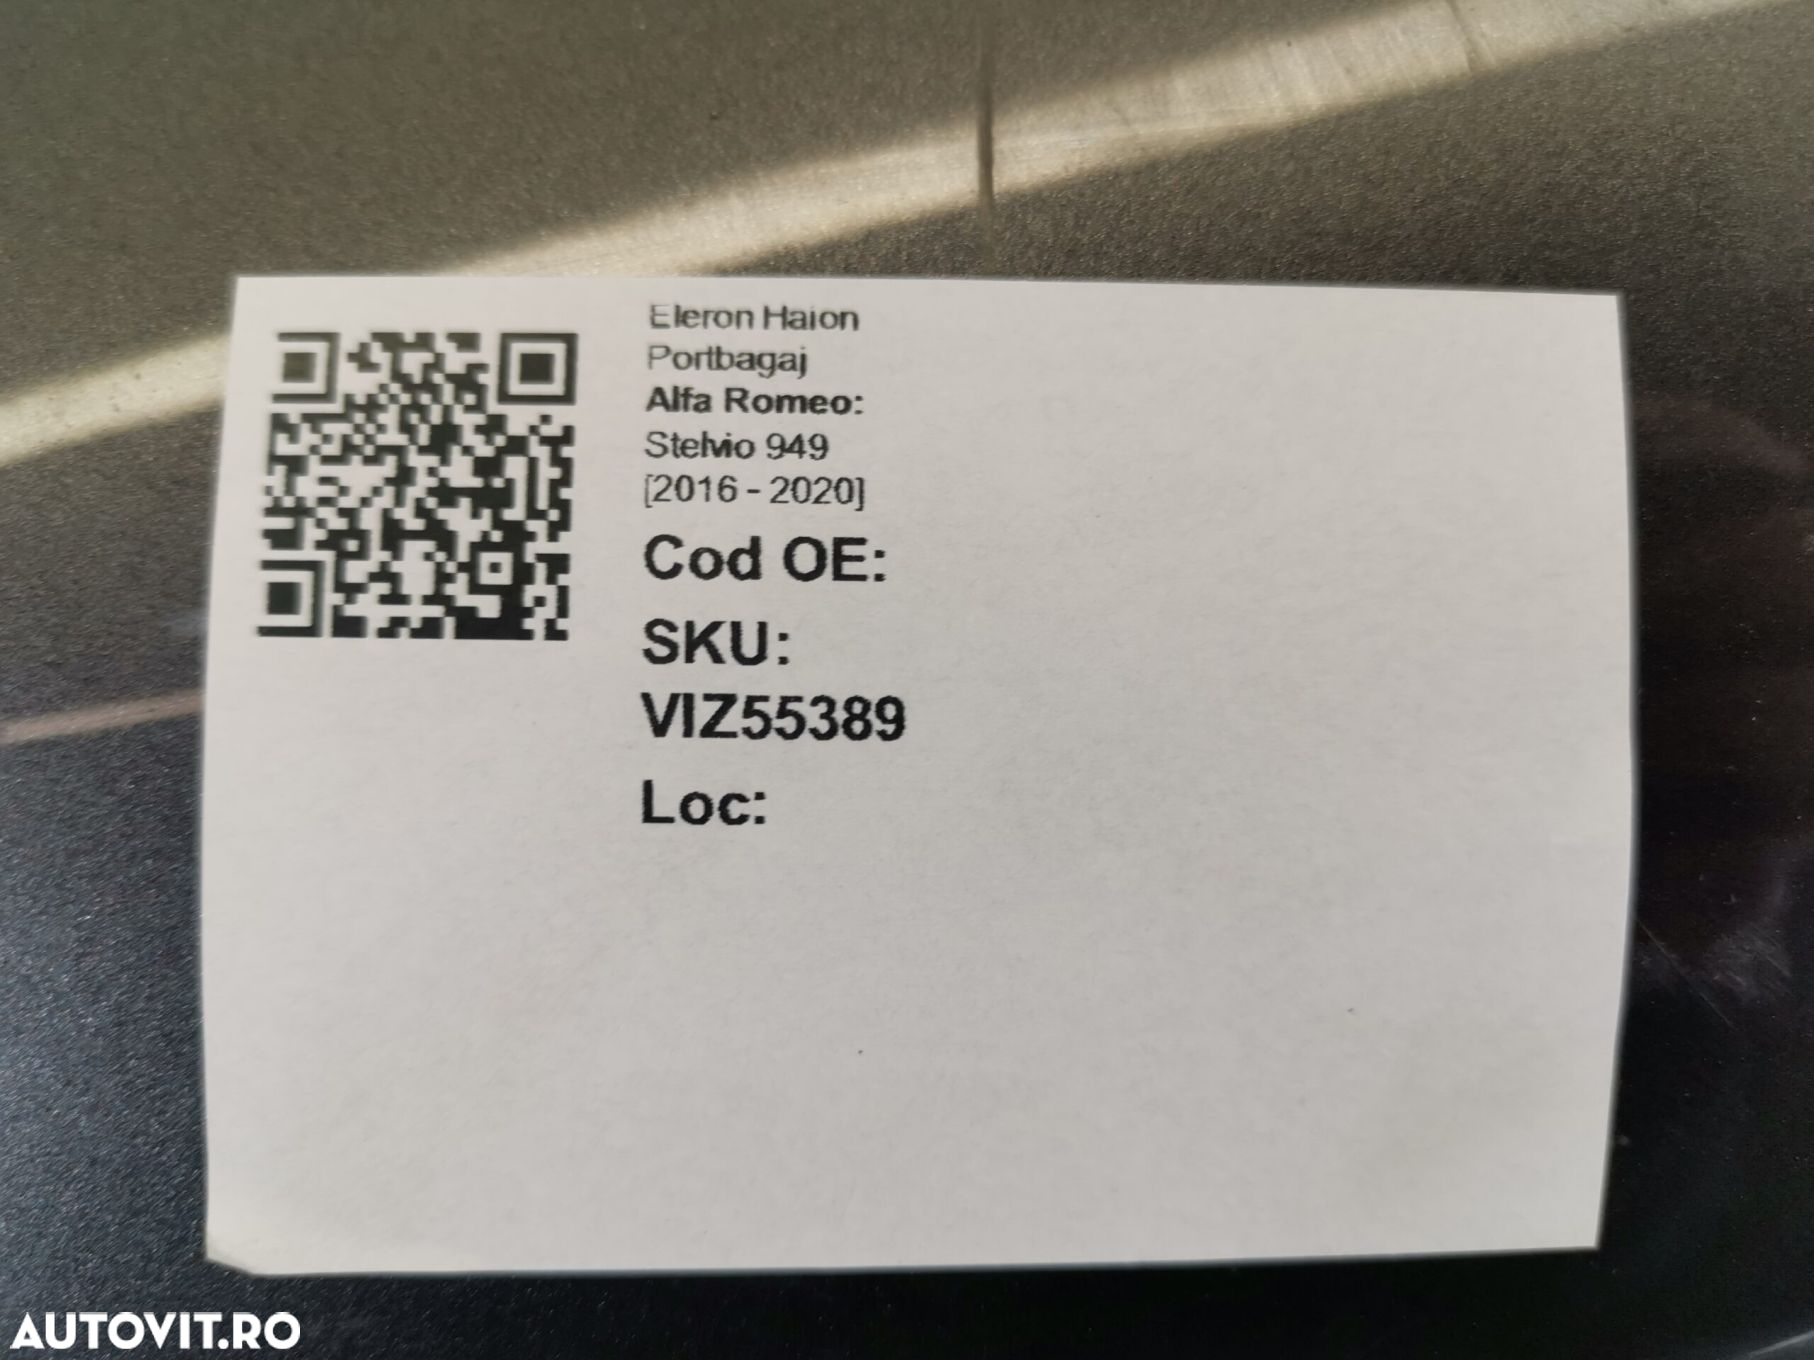 Eleron Haion
Portbagaj
Alfa Romeo:
Stelvio 949
[2016 - 2020]
Cod OE:
SKU:
VIZ55389
Loc:
AUTOVIT.RO